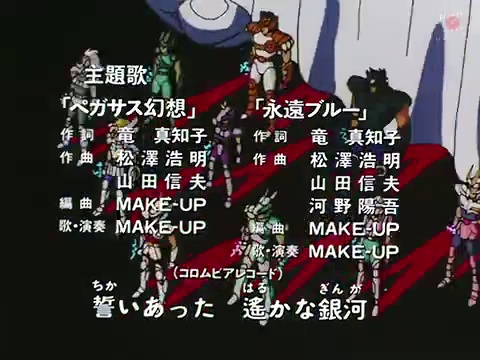 主題歌
「ペガサス幻想」 「永遠ブルー」
作詞 竜 真知子 作詞 竜 真知子
作曲 松澤浩明 作曲 松澤浩明
山田信夫 山田信夫
編曲 MAKE-UP 河野陽吾
歌・演奏 MAKE-UP 編曲 MAKE-UP
歌・演奏 MAKE-UP
(コロムビアレコード)
ちか はる ぎんが
誓いあった 遙かな銀河